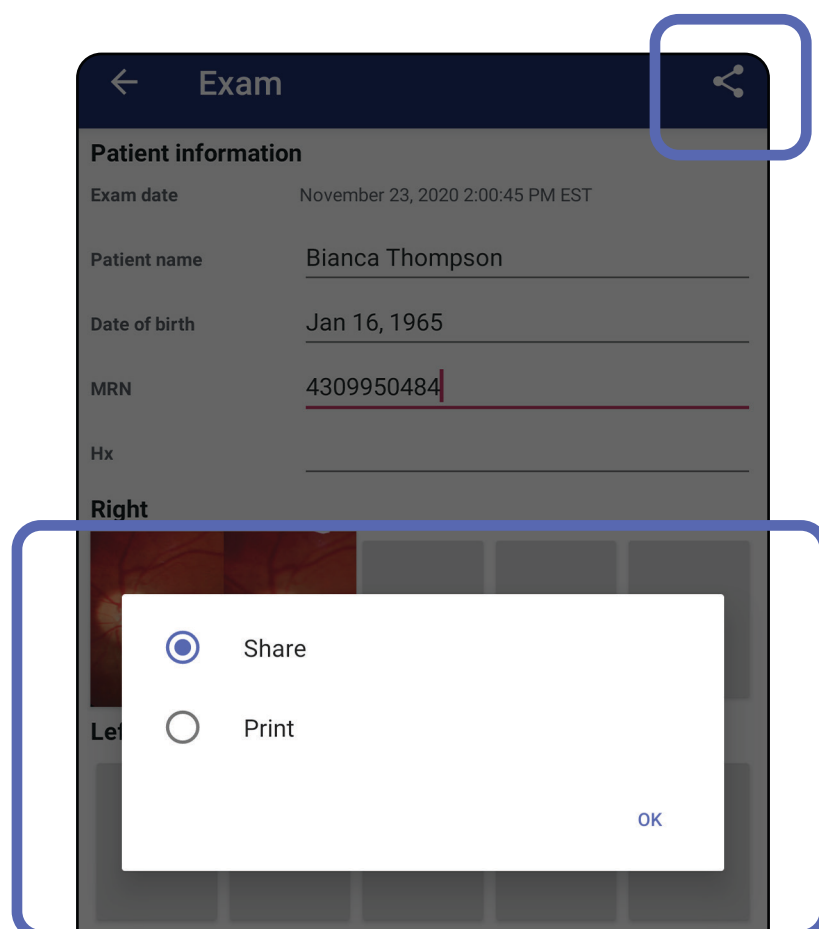 Exam
Patient information
Exam date November 23, 2020 2:00:45 PM EST
Patient name Bianca Thompson
Date of birth Jan 16, 1965
MRN 4309950484
Hx
Right
Share
Print
OK